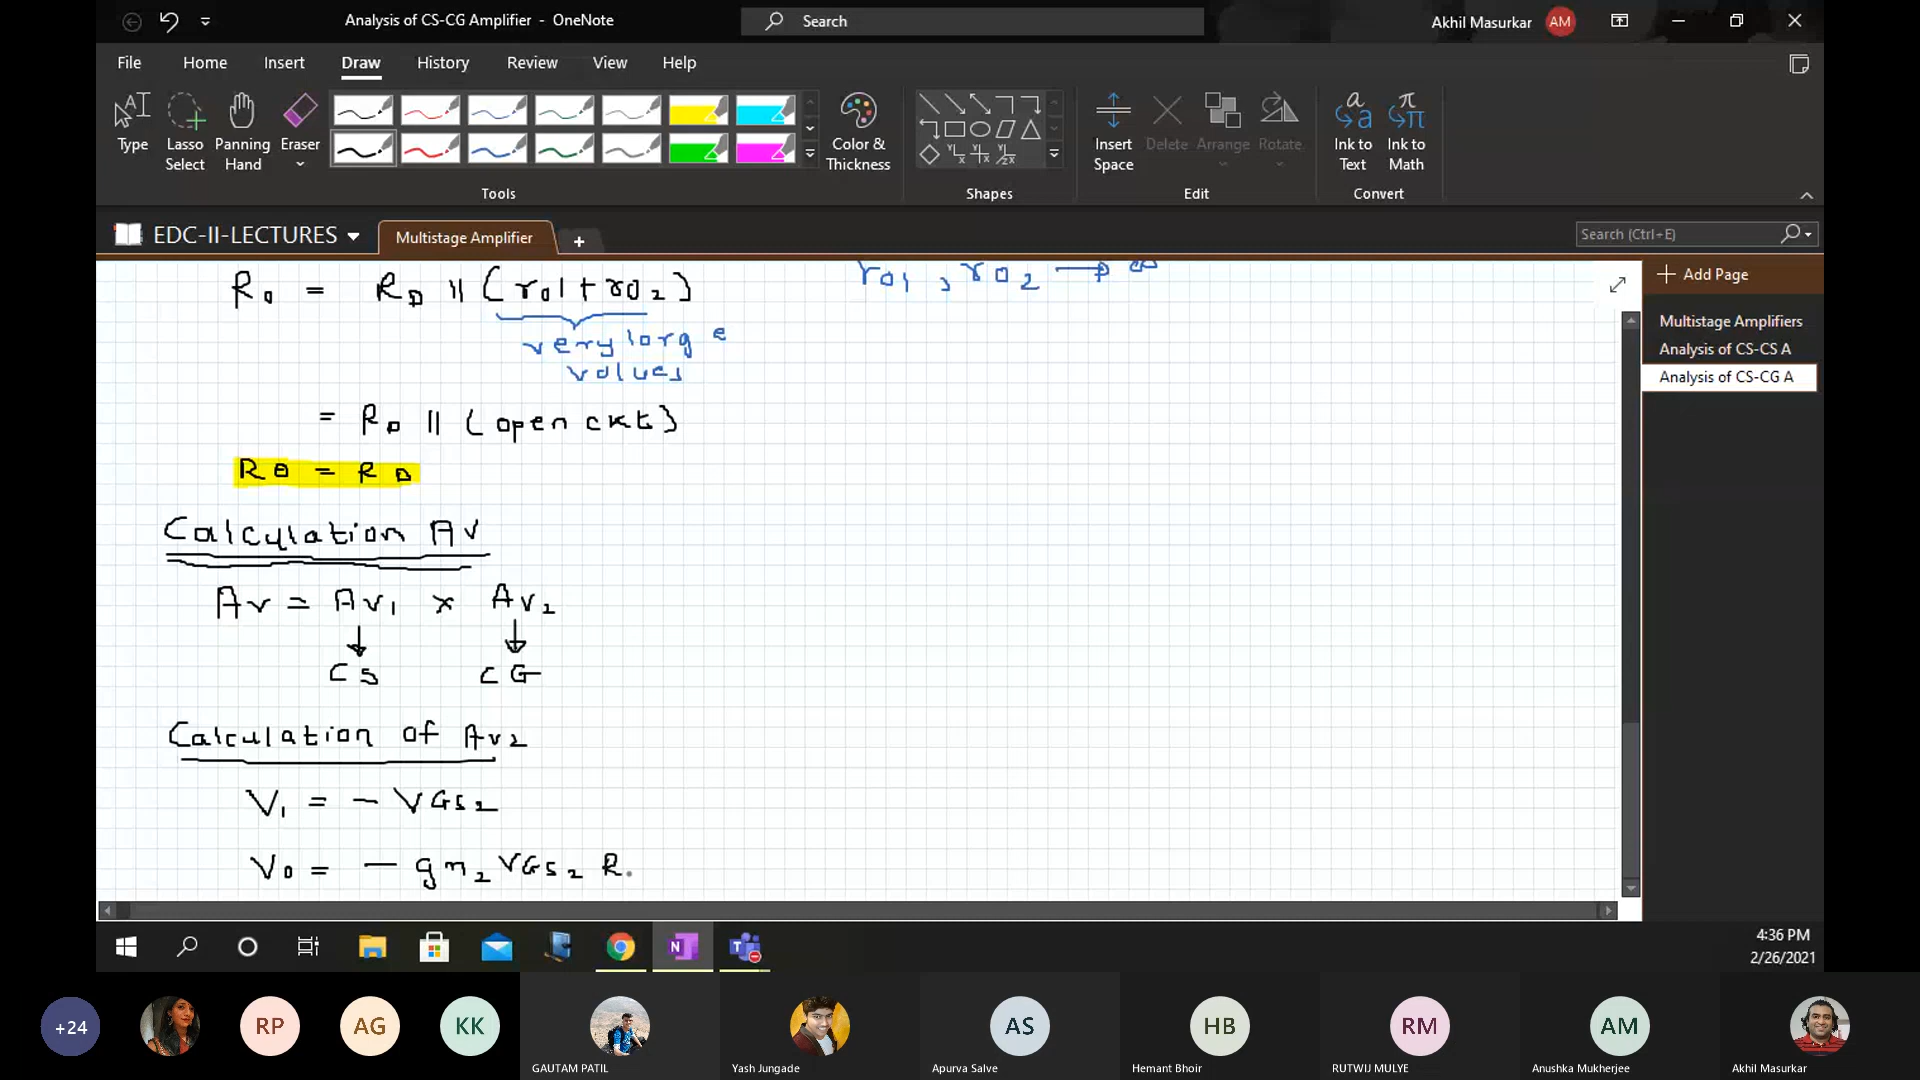 Analysis of CS-CG Amplifier - OneNote
Search
Akhil Masurkar
AM
File Home Insert Draw History Review View Help
Type
Lasso Select
Panning Hand
Eraser
Color & Thickness
Insert Space
Delete
Arrange
Rotate
Ink to Text
Ink to Math
Tools
Shapes
Edit
Convert
EDC-II-LECTURES
Multistage Amplifier
Search (Ctrl+E)
Add Page
Multistage Amplifiers
Analysis of CS-CS A
Analysis of CS-CG A
Ro = RD || (ro1 + ro2)
ro1, ro2 → ∞
very large
values
= RD || (open ckt)
Ro = RD
Calculation Av
Av = Av1 × Av2
↓ ↓
CS CG
Calculation of Av2
V1 = - VGS2
Vo = - gm2 VGS2 R
4:36 PM
2/26/2021
+24
RP
AG
KK
AS
HB
RM
AM
GAUTAM PATIL
Yash Jungade
Apurva Salve
Hemant Bhoir
RUTWIJ MULYE
Anushka Mukherjee
Akhil Masurkar